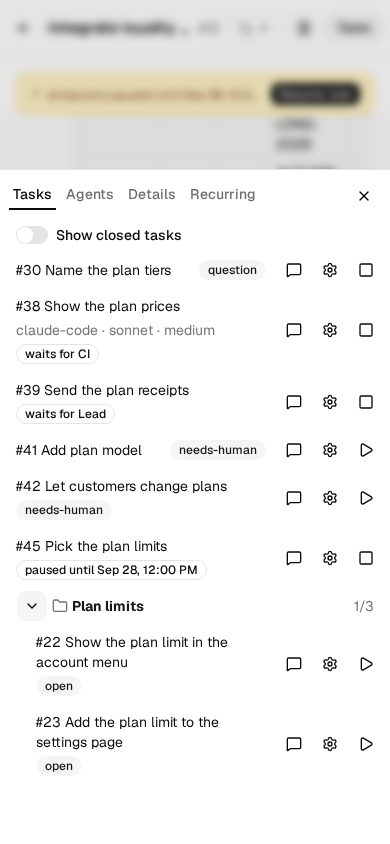 Tasks Agents Details Recurring
Show closed tasks
#30 Name the plan tiers question
#38 Show the plan prices
claude-code · sonnet · medium
waits for CI
#39 Send the plan receipts
waits for Lead
#41 Add plan model needs-human
#42 Let customers change plans
needs-human
#45 Pick the plan limits
paused until Sep 28, 12:00 PM
Plan limits 1/3
#22 Show the plan limit in the
account menu
open
#23 Add the plan limit to the
settings page
open